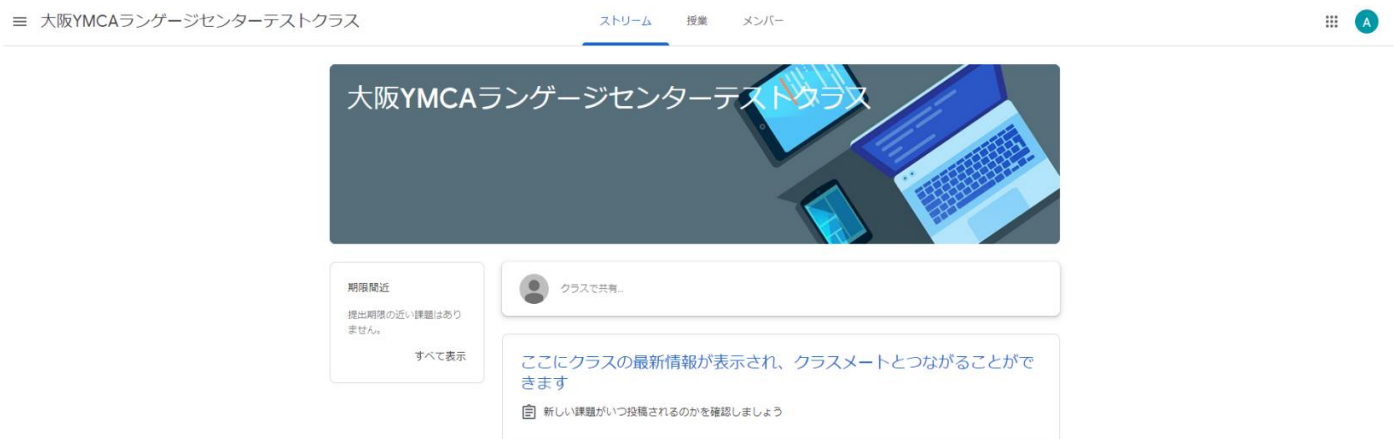 大阪YMCAランゲージセンターテストクラス
ストリーム 授業 メンバー
A
大阪YMCAランゲージセンターテストクラス
期限間近
提出期限の近い課題はあり
ません。
すべて表示
クラスで共有...
ここにクラスの最新情報が表示され、クラスメートとつながることがで
きます
新しい課題がいつ投稿されるのかを確認しましょう